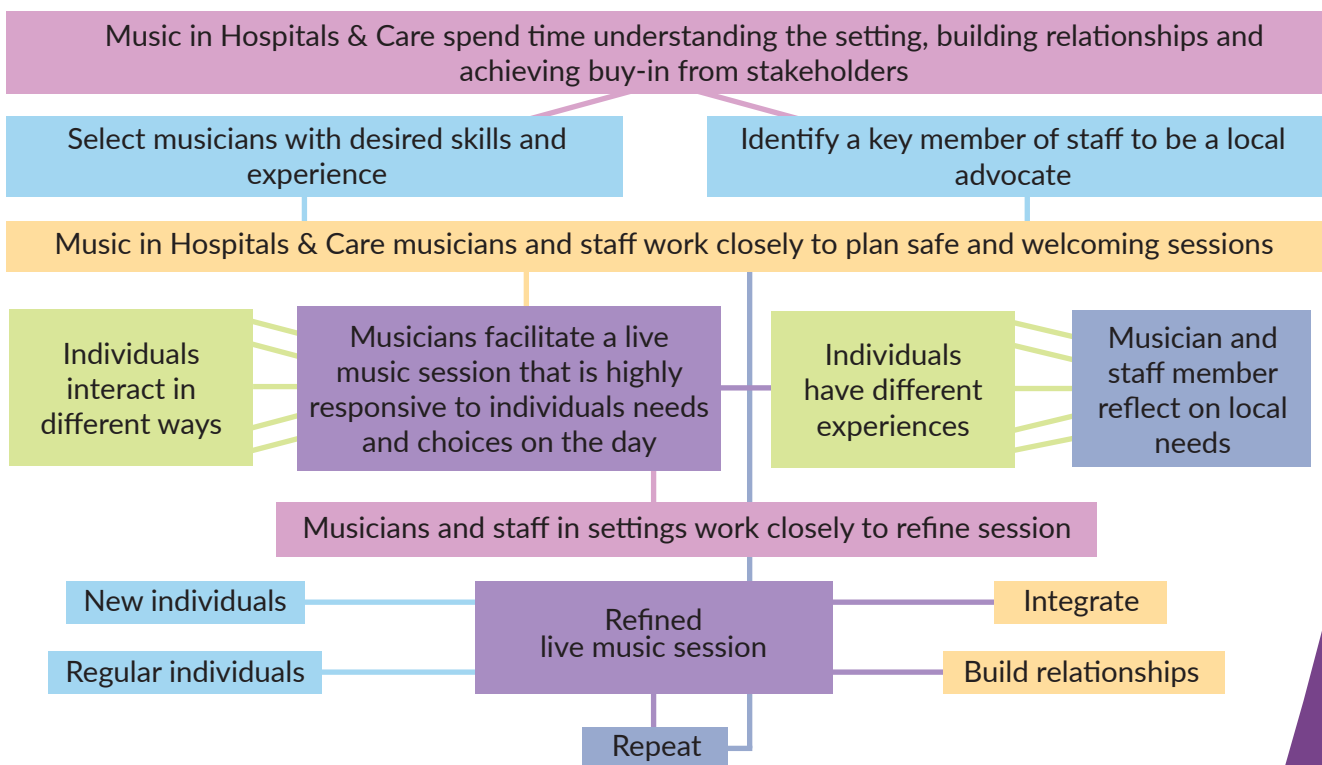 Music in Hospitals & Care spend time understanding the setting, building relationships and
achieving buy-in from stakeholders
Select musicians with desired skills and
experience
Identify a key member of staff to be a local
advocate
Music in Hospitals & Care musicians and staff work closely to plan safe and welcoming sessions
Individuals
interact in
different ways
Musicians facilitate a live
music session that is highly
responsive to individuals needs
and choices on the day
Individuals
have different
experiences
Musician and
staff member
reflect on local
needs
Musicians and staff in settings work closely to refine session
New individuals
Regular individuals
Refined
live music session
Integrate
Build relationships
Repeat